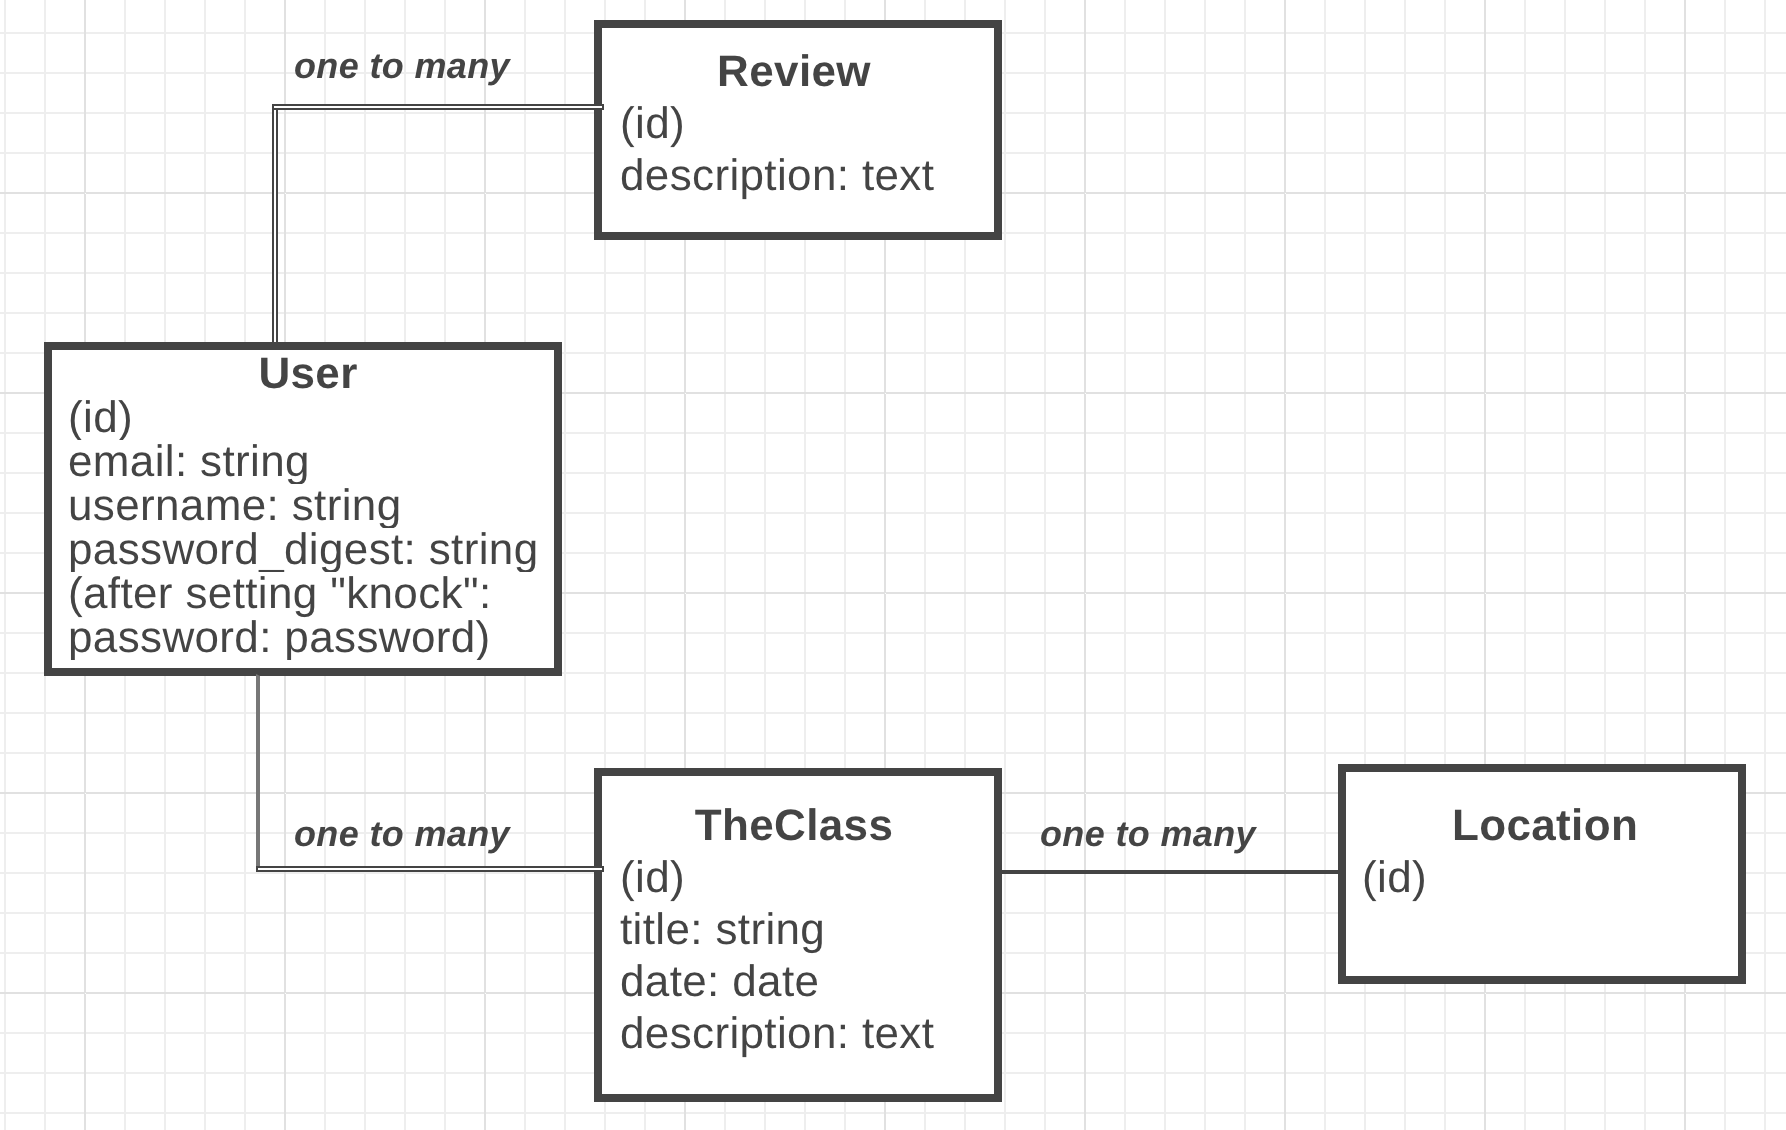 one to many
Review
(id)
description: text
User
(id)
email: string
username: string
password_digest: string
(after setting "knock":
password: password)
one to many
TheClass
(id)
title: string
date: date
description: text
one to many
Location
(id)